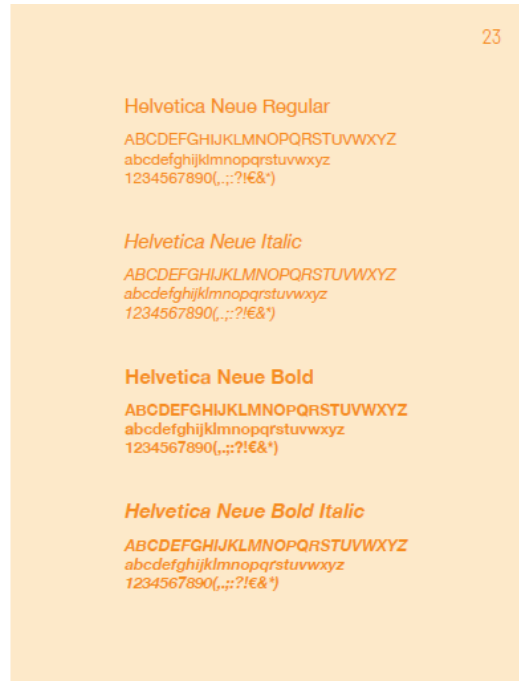 23
Helvetica Neue Regular
ABCDEFGHIJKLMNOPQRSTUVWXYZ
abcdefghijklmnopqrstuvwxyz
1234567890(,.;:?!€&*)
Helvetica Neue Italic
ABCDEFGHIJKLMNOPQRSTUVWXYZ
abcdefghijklmnopqrstuvwxyz
1234567890(,.;:?!€&*)
Helvetica Neue Bold
ABCDEFGHIJKLMNOPQRSTUVWXYZ
abcdefghijklmnopqrstuvwxyz
1234567890(,.;:?!€&*)
Helvetica Neue Bold Italic
ABCDEFGHIJKLMNOPQRSTUVWXYZ
abcdefghijklmnopqrstuvwxyz
1234567890(,.;:?!€&*)